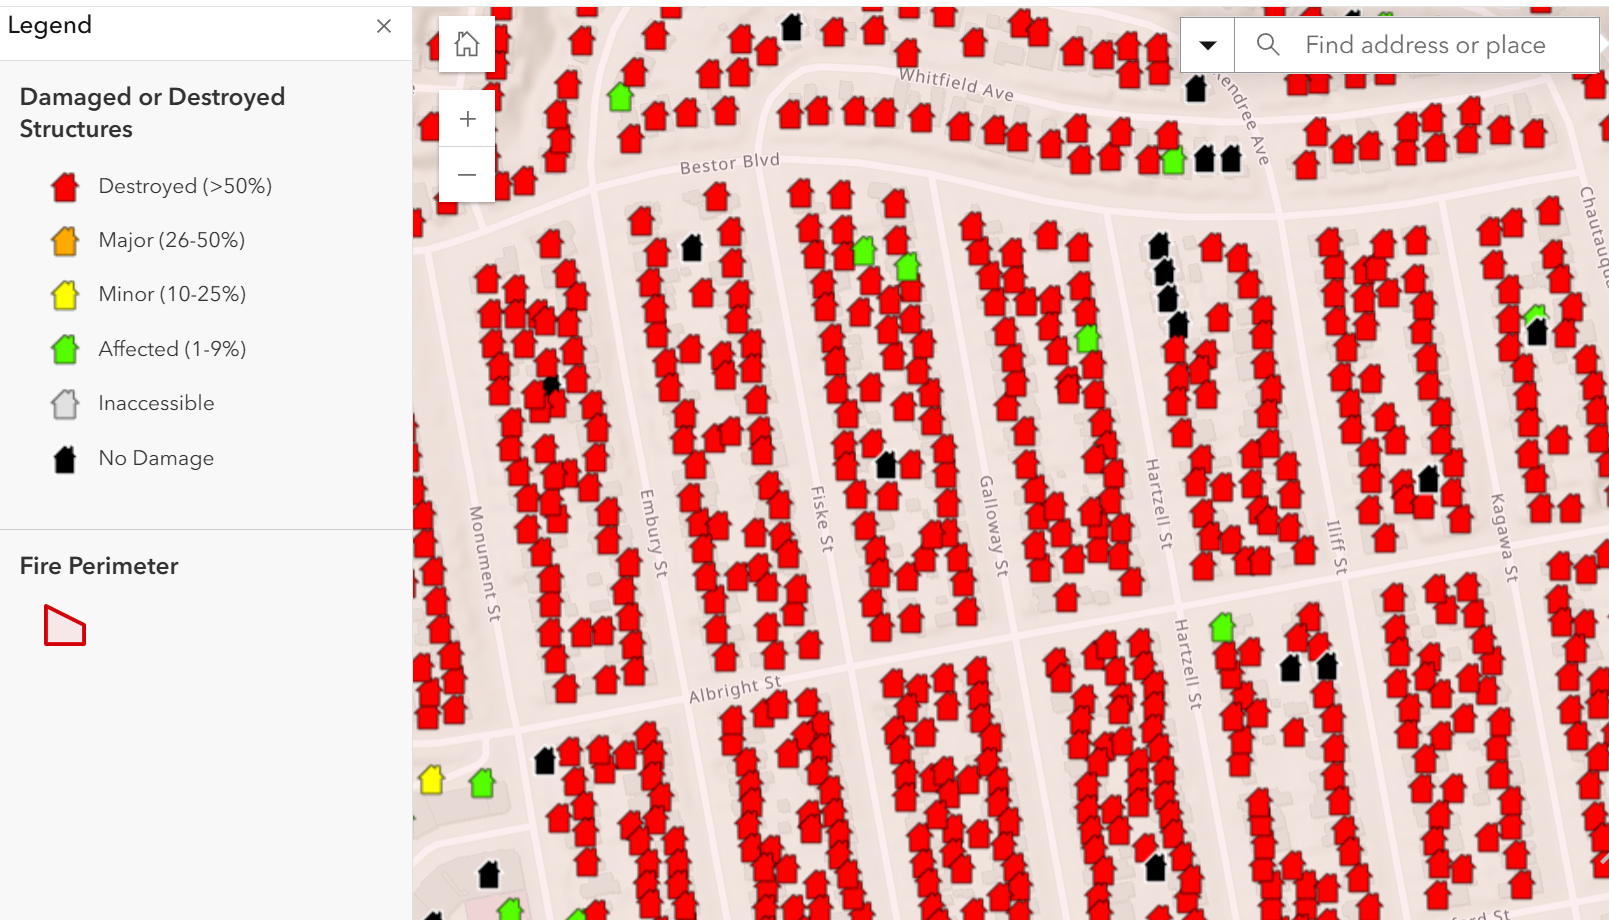 Legend
Damaged or Destroyed
Structures
Destroyed (>50%)
Major (26-50%)
Minor (10-25%)
Affected (1-9%)
Inaccessible
No Damage
Fire Perimeter
Find address or place
Whitfield Ave
Bestor Blvd
Monument St
Embury St
Fiske St
Galloway St
Hartzell St
Iliff St
Kagawa St
Hartzell St
Albright St